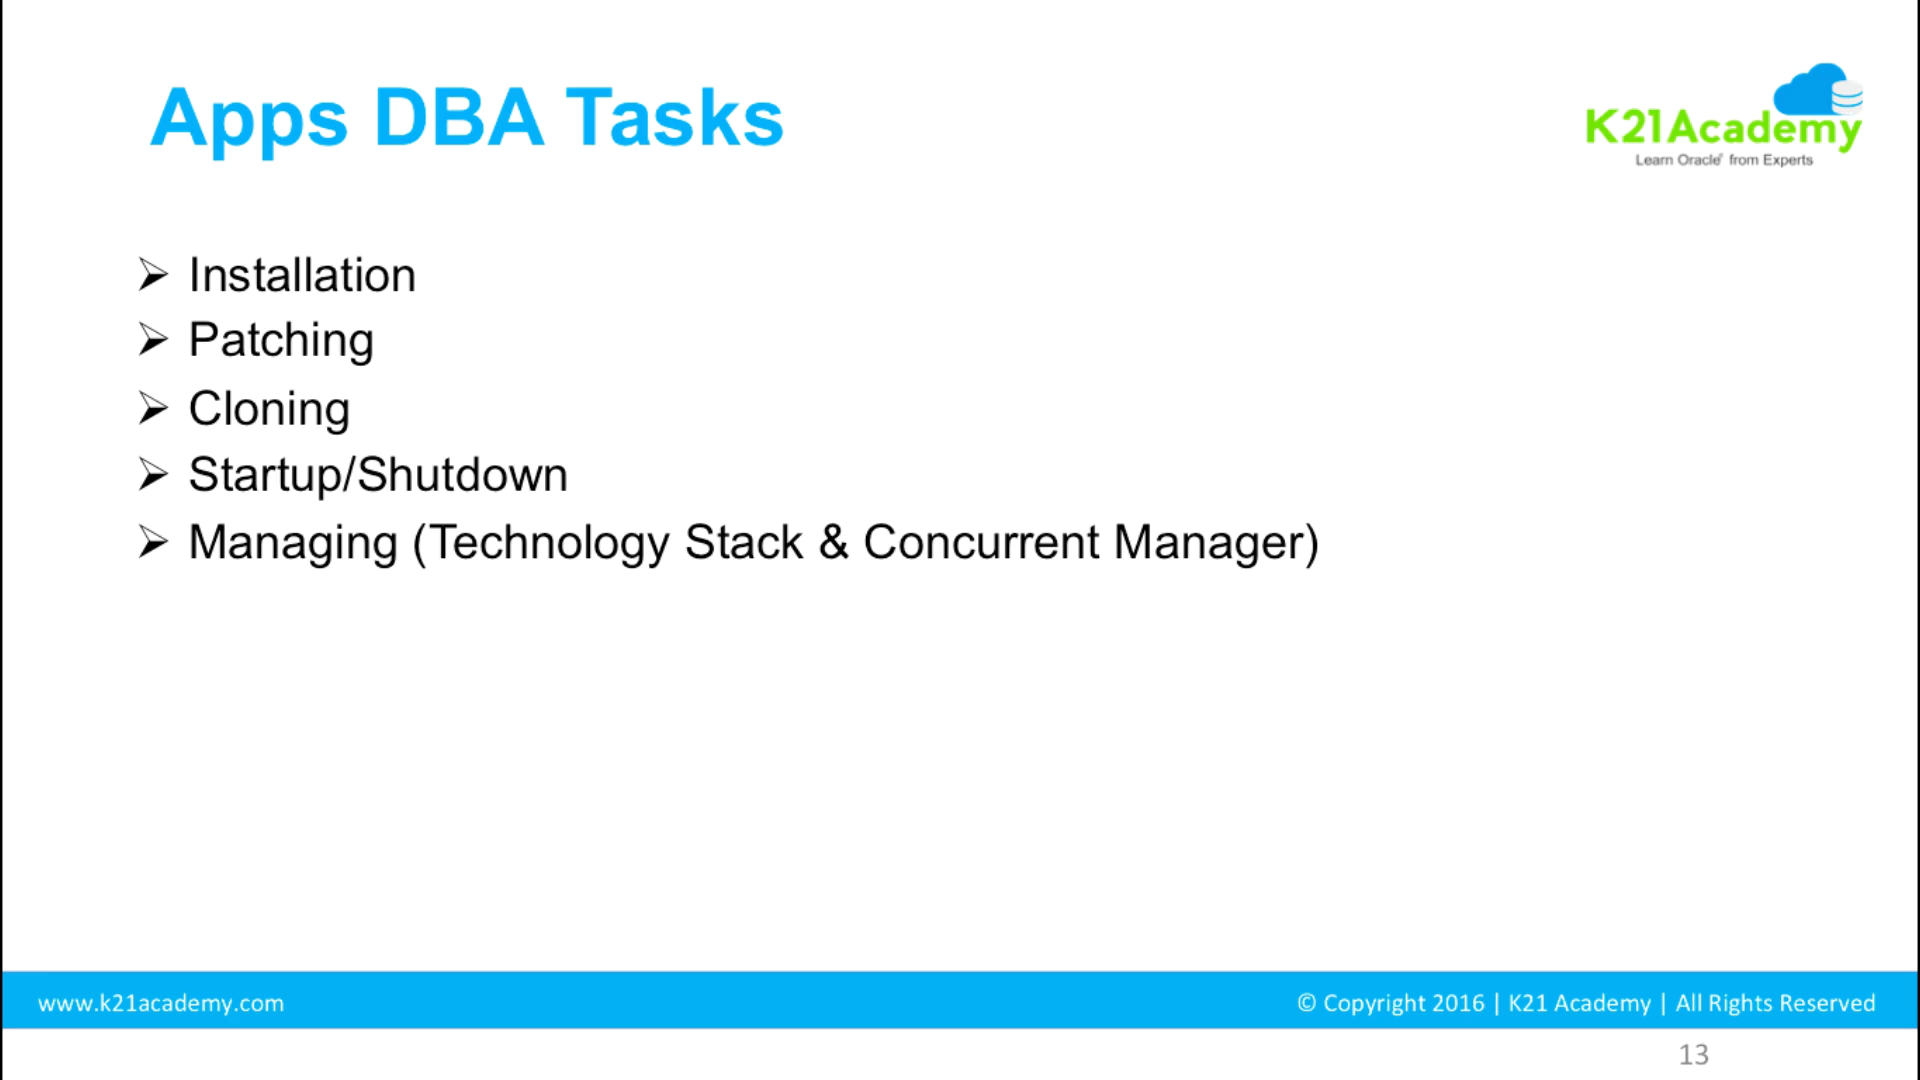 Apps DBA Tasks
K21Academy
Learn Oracle® from Experts
➢ Installation
➢ Patching
➢ Cloning
➢ Startup/Shutdown
➢ Managing (Technology Stack & Concurrent Manager)
www.k21academy.com
© Copyright 2016 | K21 Academy | All Rights Reserved
13